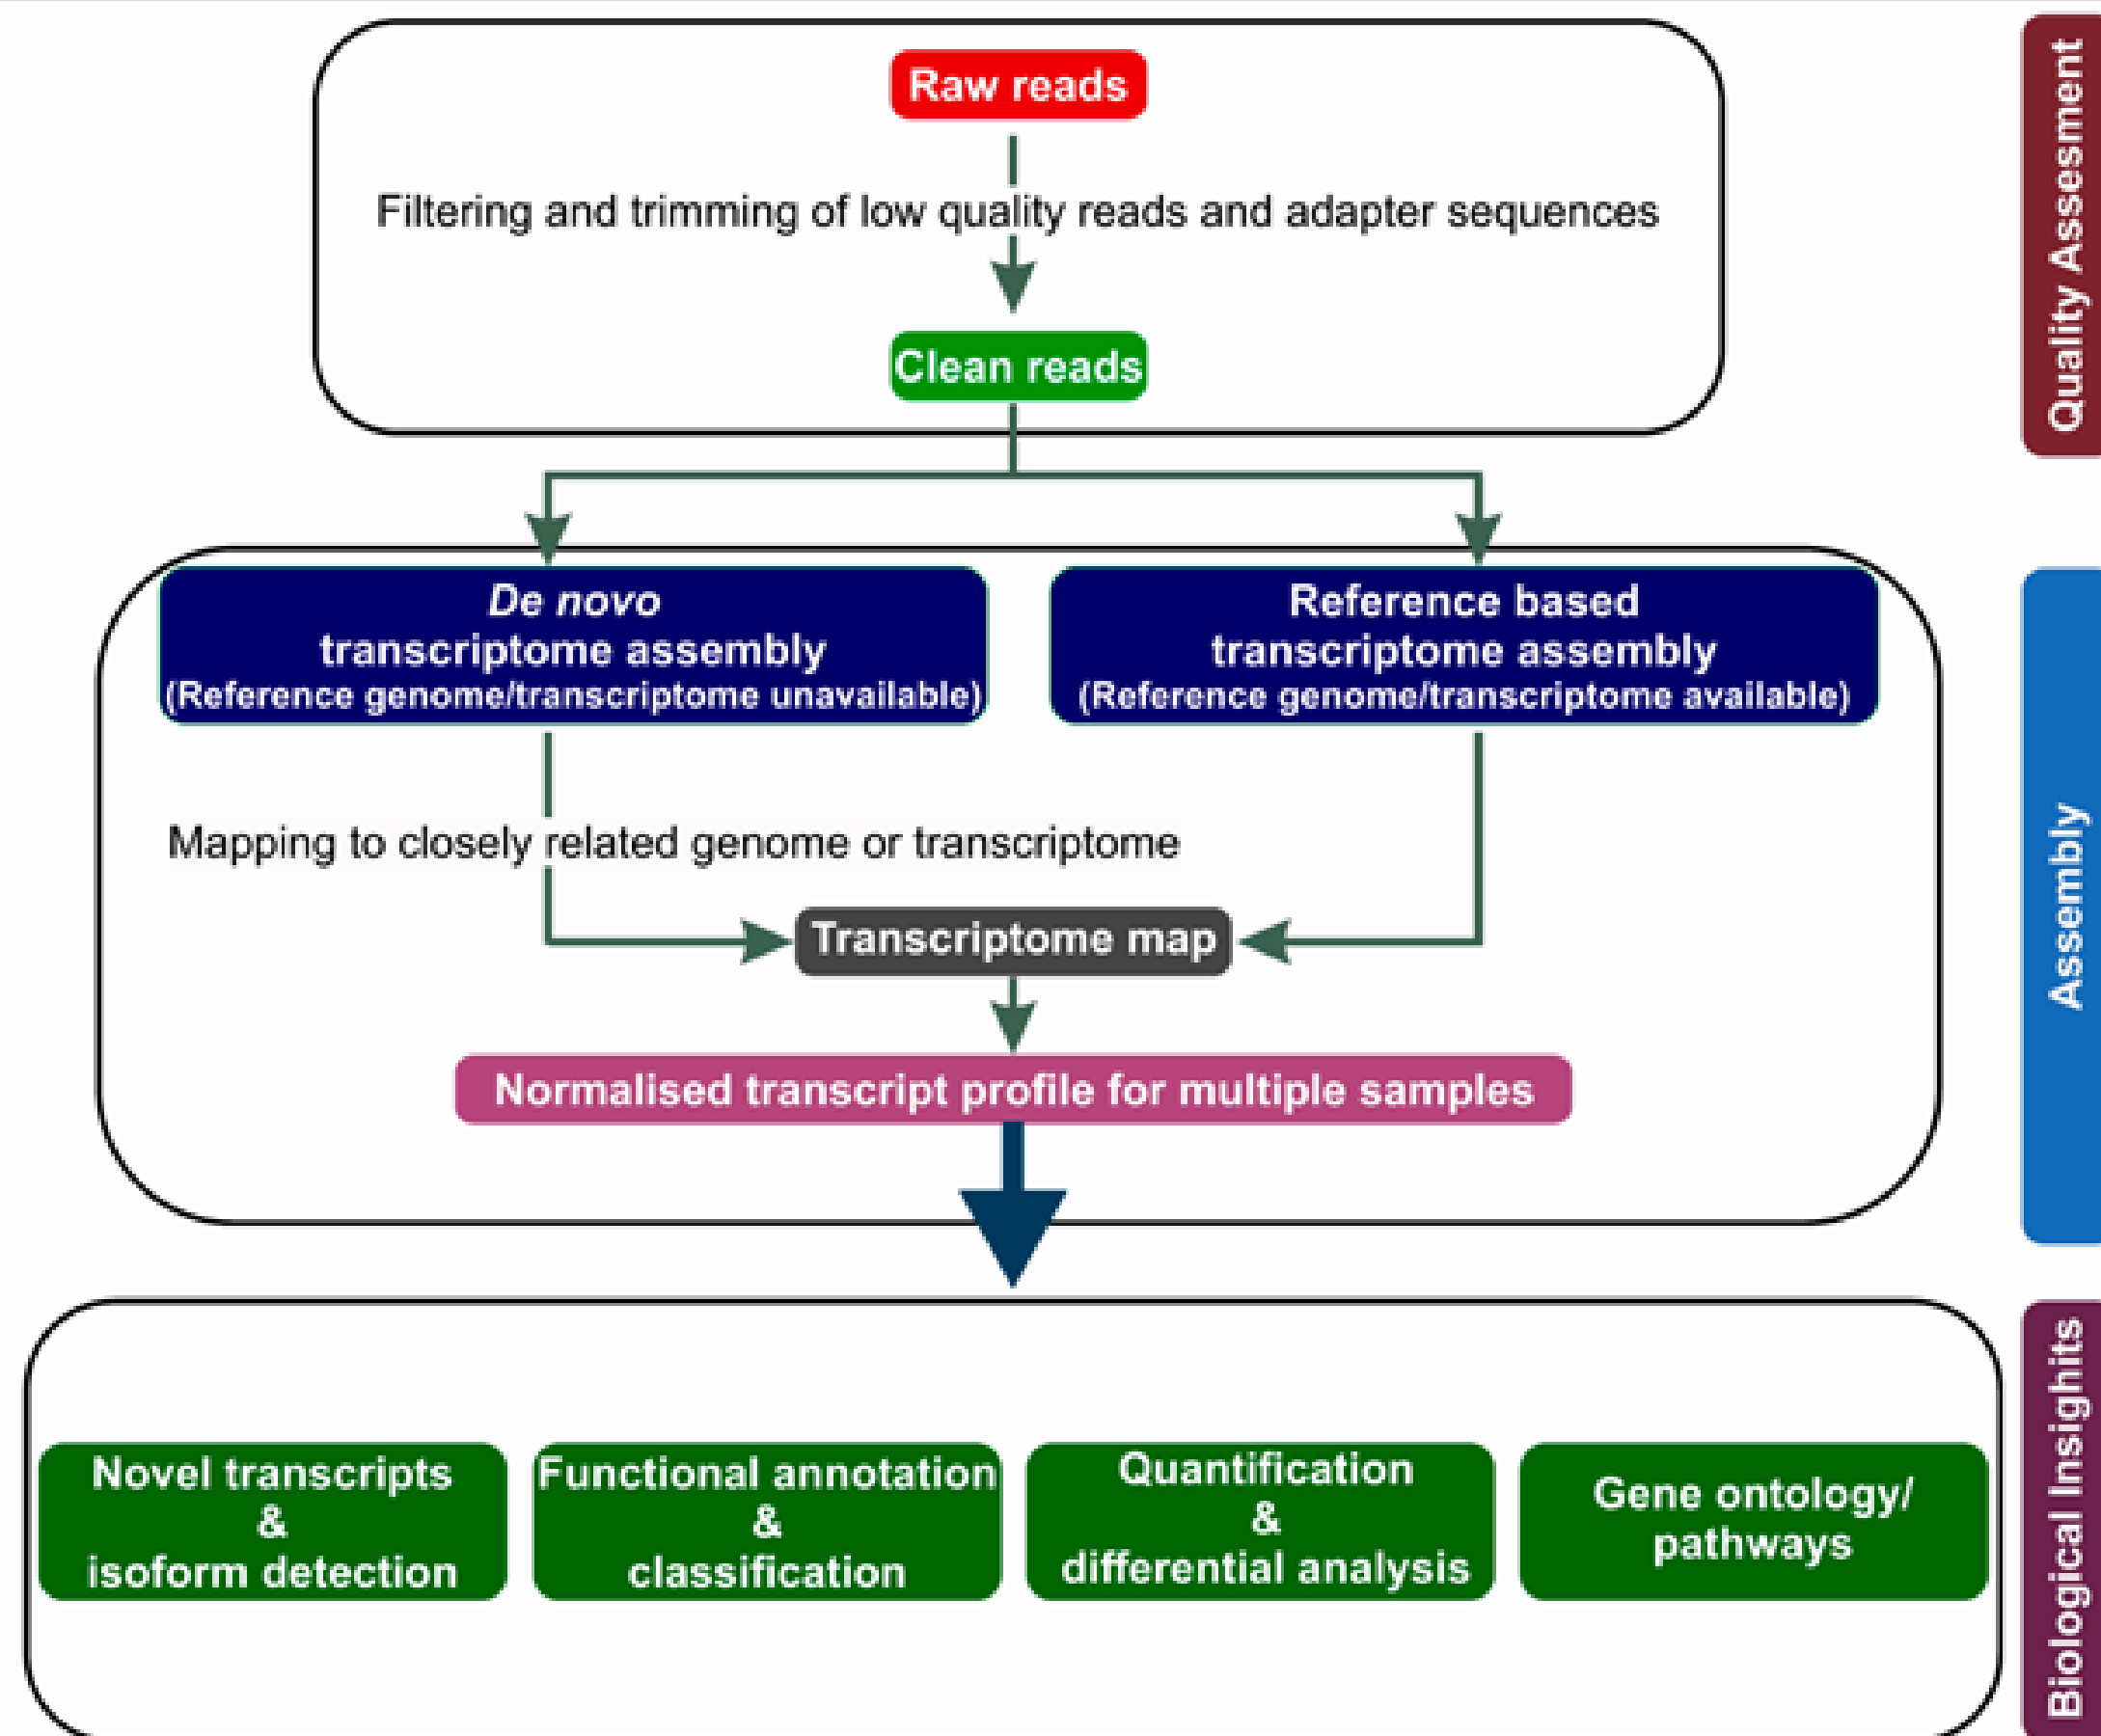 Raw reads
Filtering and trimming of low quality reads and adapter sequences
Clean reads
Quality Assesment
De novo
transcriptome assembly
(Reference genome/transcriptome unavailable)
Reference based
transcriptome assembly
(Reference genome/transcriptome available)
Mapping to closely related genome or transcriptome
Transcriptome map
Normalised transcript profile for multiple samples
Assembly
Novel transcripts
&
isoform detection
Functional annotation
&
classification
Quantification
&
differential analysis
Gene ontology/
pathways
Biological Insighits